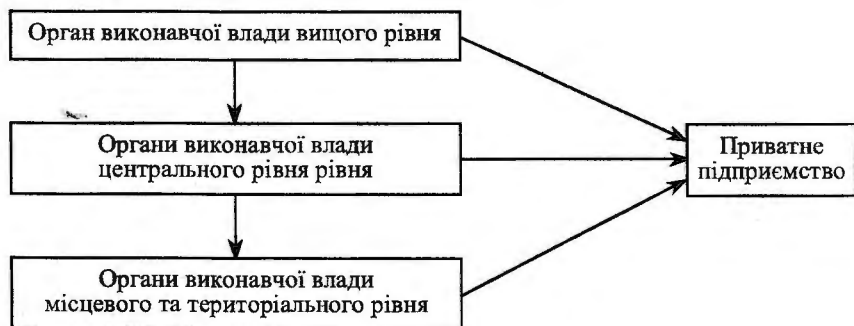 Орган виконавчої влади вищого рівня
Органи виконавчої влади
центрального рівня рівня
Приватне
підприємство
Органи виконавчої влади
місцевого та територіального рівня